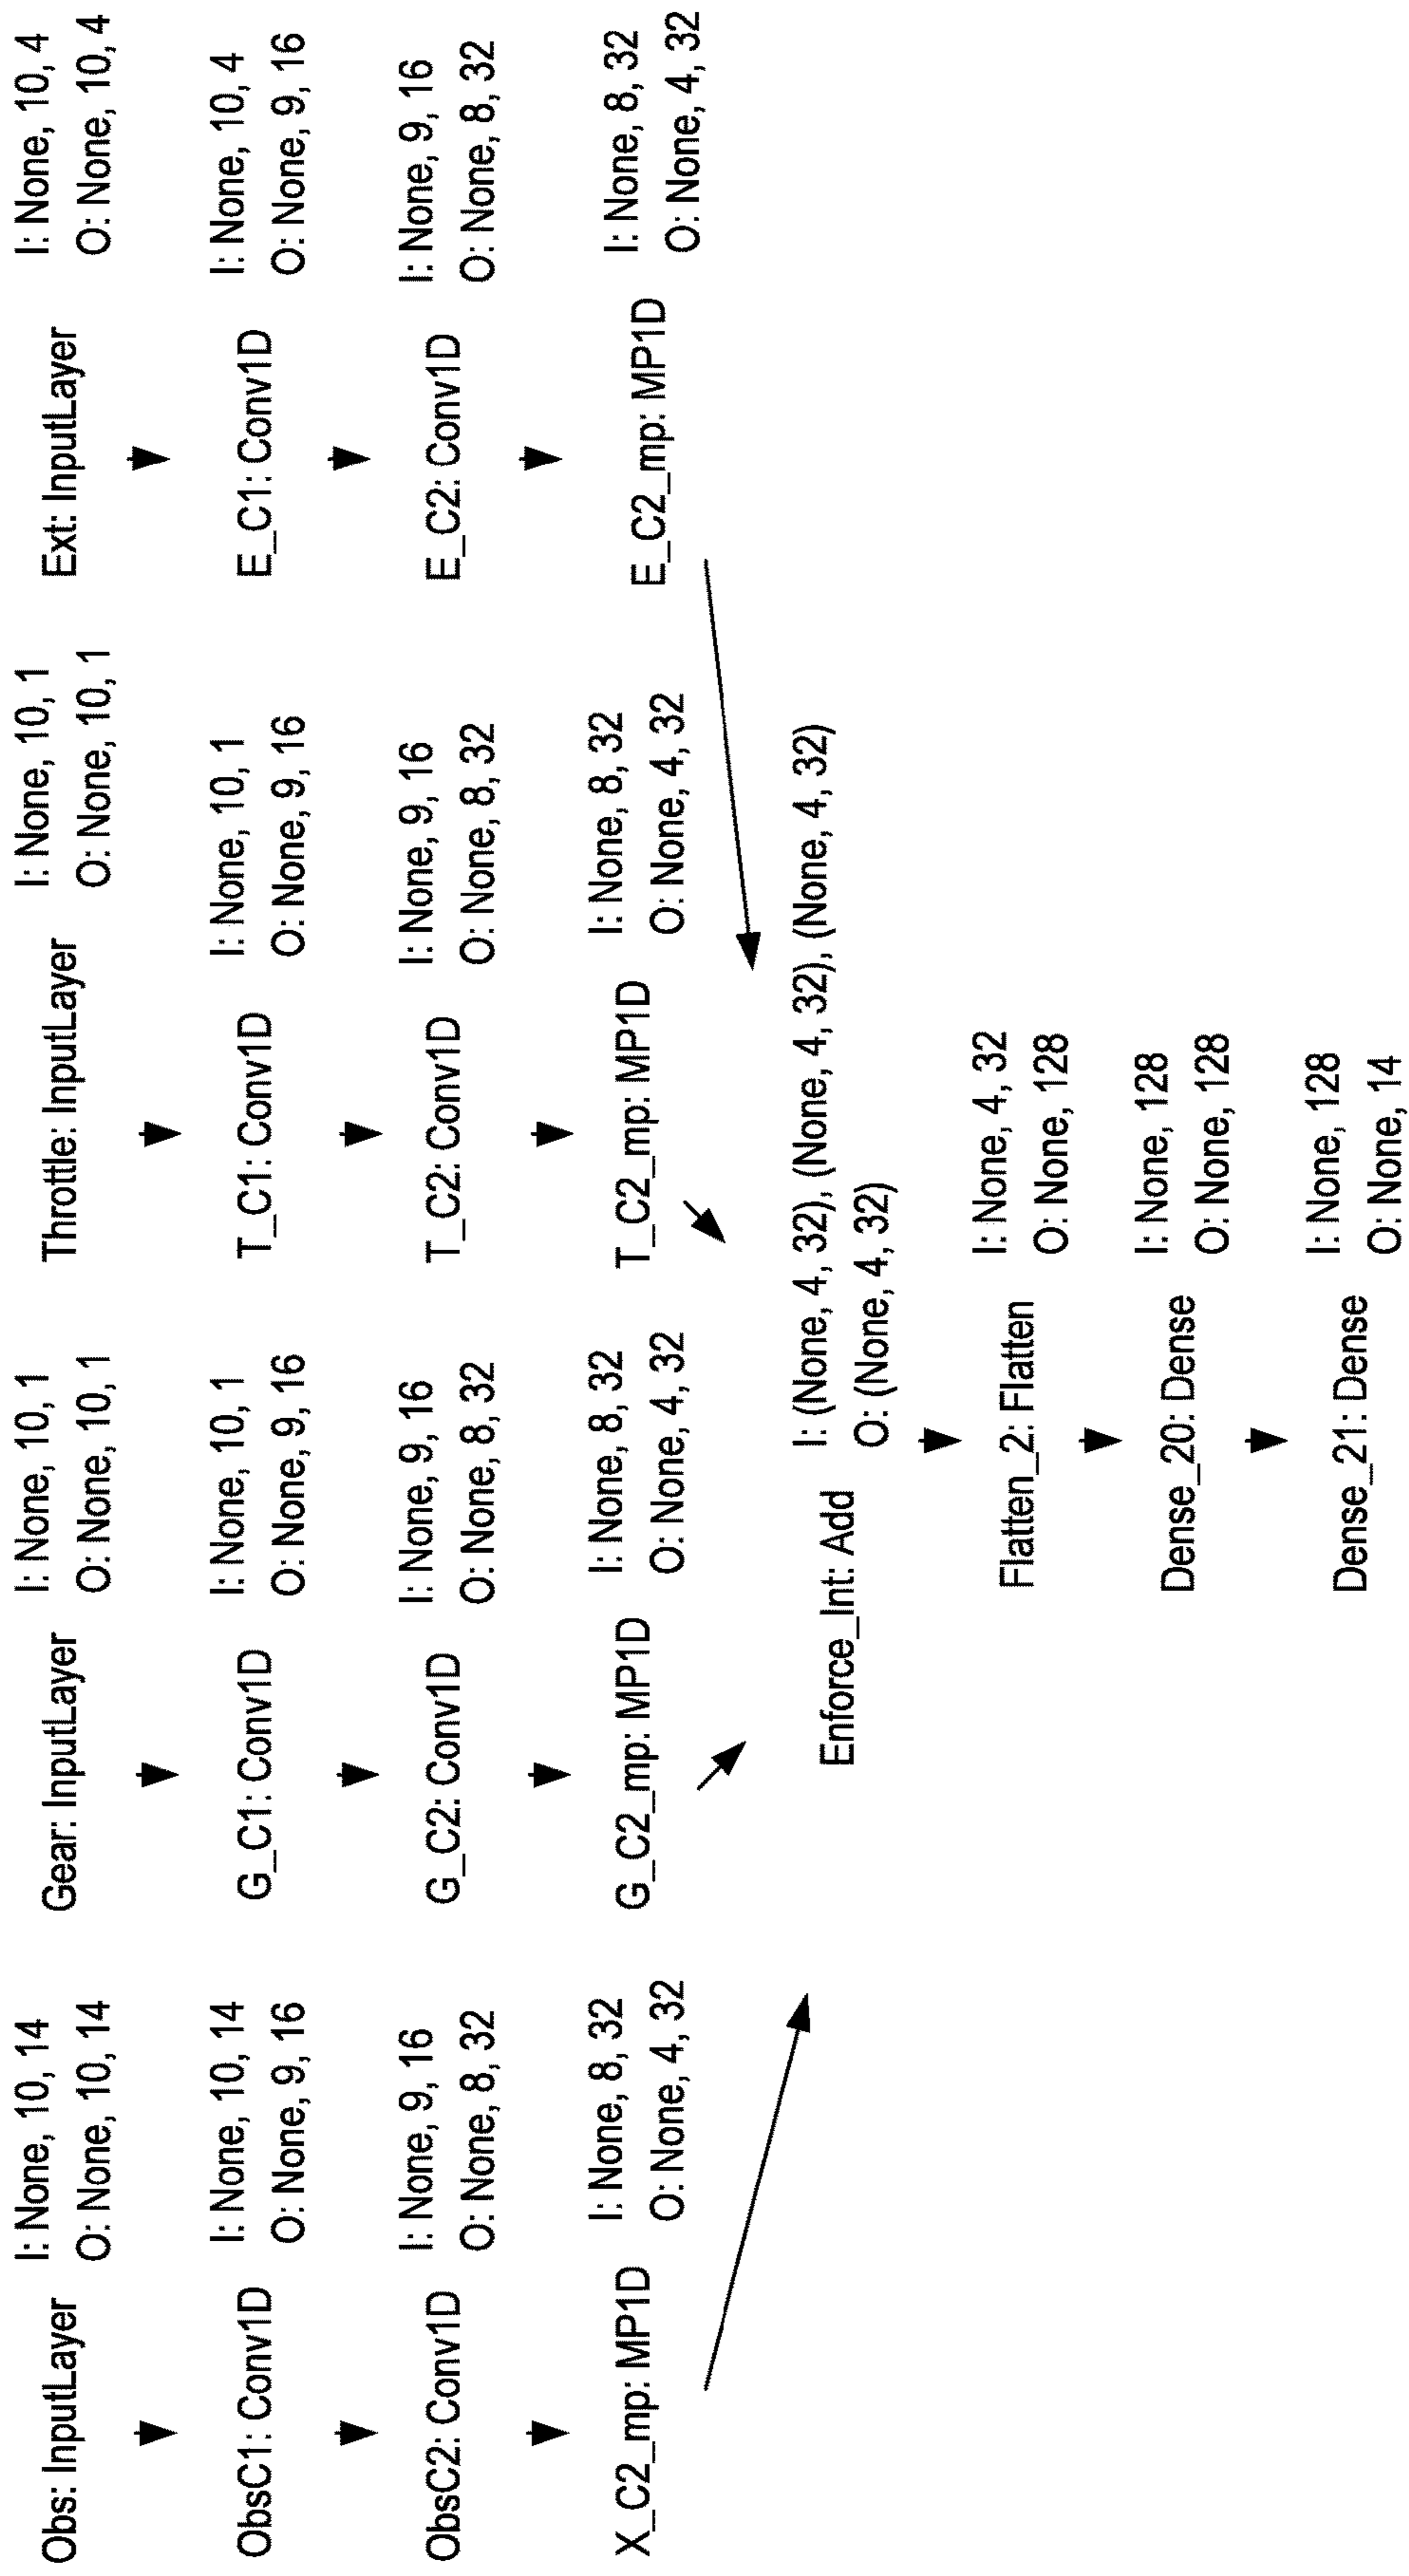 Obs: InputLayer
I: None, 10, 14
O: None, 10, 14
Gear: InputLayer
I: None, 10, 1
O: None, 10, 1
Throttle: InputLayer
I: None, 10, 1
O: None, 10, 1
Ext: InputLayer
I: None, 10, 4
O: None, 10, 4
ObsC1: Conv1D
I: None, 10, 14
O: None, 9, 16
G_C1: Conv1D
I: None, 10, 1
O: None, 9, 16
T_C1: Conv1D
I: None, 10, 1
O: None, 9, 16
E_C1: Conv1D
I: None, 10, 4
O: None, 9, 16
ObsC2: Conv1D
I: None, 9, 16
O: None, 8, 32
G_C2: Conv1D
I: None, 9, 16
O: None, 8, 32
T_C2: Conv1D
I: None, 9, 16
O: None, 8, 32
E_C2: Conv1D
I: None, 9, 16
O: None, 8, 32
X_C2_mp: MP1D
I: None, 8, 32
O: None, 4, 32
G_C2_mp: MP1D
I: None, 8, 32
O: None, 4, 32
T_C2_mp: MP1D
I: None, 8, 32
O: None, 4, 32
E_C2_mp: MP1D
I: None, 8, 32
O: None, 4, 32
Enforce_Int: Add
I: (None, 4, 32), (None, 4, 32), (None, 4, 32)
O: (None, 4, 32)
Flatten_2: Flatten
I: None, 4, 32
O: None, 128
Dense_20: Dense
I: None, 128
O: None, 128
Dense_21: Dense
I: None, 128
O: None, 14